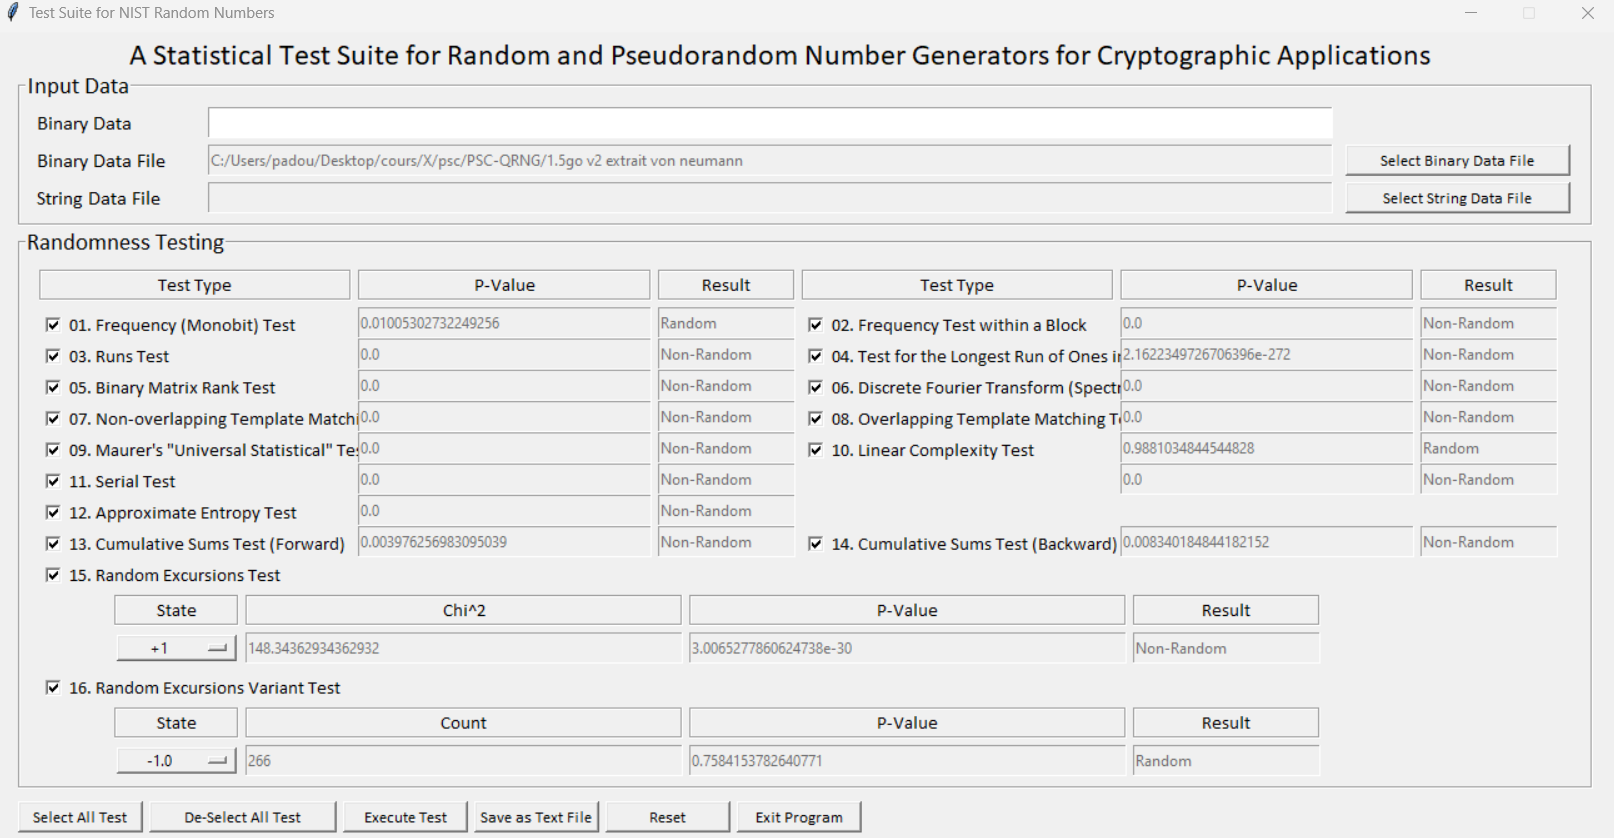 Test Suite for NIST Random Numbers
A Statistical Test Suite for Random and Pseudorandom Number Generators for Cryptographic Applications
Input Data
Binary Data
Binary Data File C:/Users/padou/Desktop/cours/X/psc/PSC-QRNG/1.5go v2 extrait von neumann Select Binary Data File
String Data File Select String Data File
Randomness Testing
Test Type P-Value Result Test Type P-Value Result
01. Frequency (Monobit) Test 0.01005302732249256 Random 02. Frequency Test within a Block 0.0 Non-Random
03. Runs Test 0.0 Non-Random 04. Test for the Longest Run of Ones in 2.1622349726706396e-272 Non-Random
05. Binary Matrix Rank Test 0.0 Non-Random 06. Discrete Fourier Transform (Spectr 0.0 Non-Random
07. Non-overlapping Template Matchi 0.0 Non-Random 08. Overlapping Template Matching Te 0.0 Non-Random
09. Maurer's "Universal Statistical" Tes 0.0 Non-Random 10. Linear Complexity Test 0.9881034844544828 Random
11. Serial Test 0.0 Non-Random 0.0 Non-Random
12. Approximate Entropy Test 0.0 Non-Random
13. Cumulative Sums Test (Forward) 0.003976256983095039 Non-Random 14. Cumulative Sums Test (Backward) 0.008340184844182152 Non-Random
15. Random Excursions Test
State Chi^2 P-Value Result
+1 148.34362934362932 3.0065277860624738e-30 Non-Random
16. Random Excursions Variant Test
State Count P-Value Result
-1.0 266 0.7584153782640771 Random
Select All Test De-Select All Test Execute Test Save as Text File Reset Exit Program